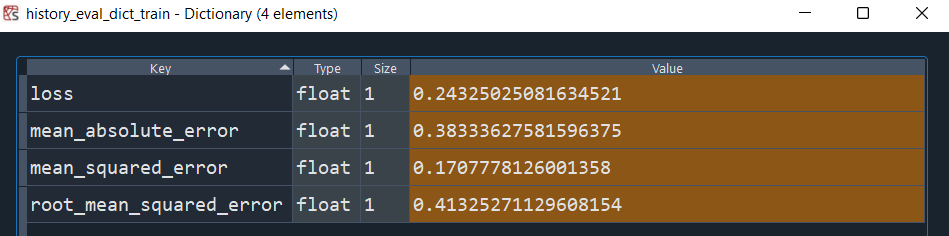 history_eval_dict_train - Dictionary (4 elements)
Key Type Size Value
loss float 1 0.24325025081634521
mean_absolute_error float 1 0.38333627581596375
mean_squared_error float 1 0.1707778126001358
root_mean_squared_error float 1 0.41325271129608154